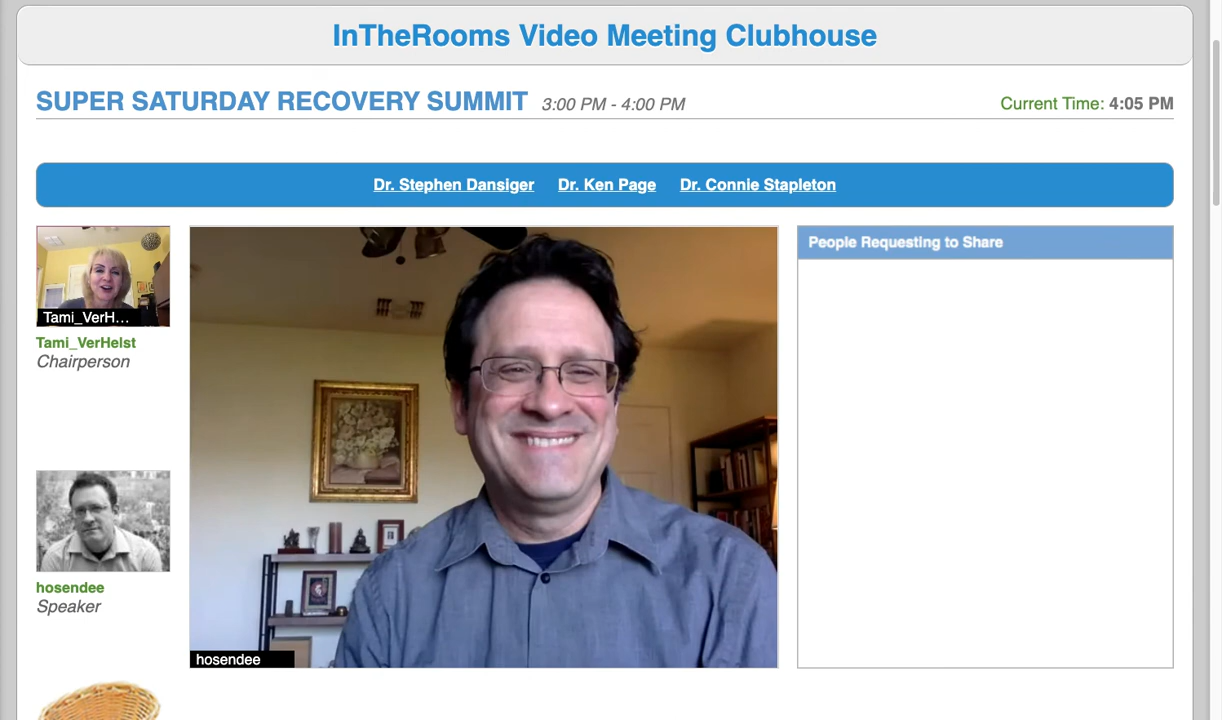 InTheRooms Video Meeting Clubhouse
SUPER SATURDAY RECOVERY SUMMIT 3:00 PM - 4:00 PM
Current Time: 4:05 PM
Dr. Stephen Dansiger Dr. Ken Page Dr. Connie Stapleton
Tami_VerH...
Tami_VerHelst
Chairperson
People Requesting to Share
hosendee
Speaker
hosendee